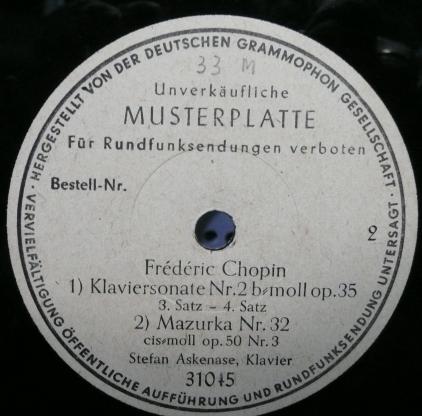 HERGESTELLT VON DER DEUTSCHEN GRAMMOPHON GESELLSCHAFT · VERVIELFÄLTIGUNG ÖFFENTLICHE AUFFÜHRUNG UND RUNDFUNKSENDUNG UNTERSAGT ·
33 M
Unverkäufliche
MUSTERPLATTE
Für Rundfunksendungen verboten
Bestell-Nr.
2
Frédéric Chopin
1) Klaviersonate Nr. 2 b-moll op. 35
3. Satz – 4. Satz
2) Mazurka Nr. 32
cis-moll op. 50 Nr. 3
Stefan Askenase, Klavier